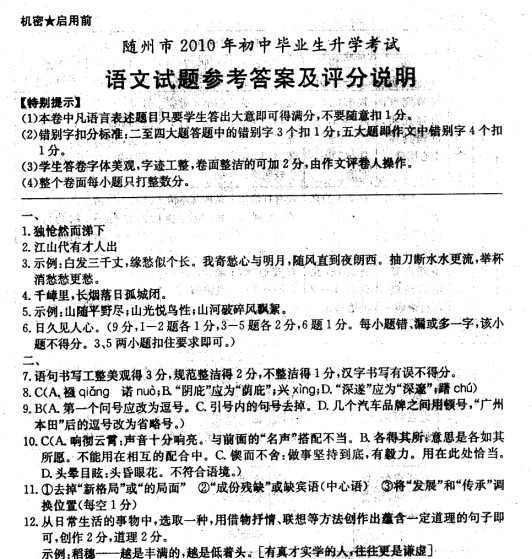 机密★启用前
随州市2010年初中毕业生升学考试
语文试题参考答案及评分说明
【特别提示】
(1)本卷中凡语言表述题目只要学生答出大意即可得满分,不要随意扣1分。
(2)错别字扣分标准:二至四大题答题中的错别字3个扣1分;五大题即作文中错别字4个扣
1分。
(3)学生答卷字体美观,字迹工整,卷面整洁的可加2分,由作文评卷人操作。
(4)整个卷面每小题只打整数分。
一、
1.独怆然而涕下
2.江山代有才人出
3.示例:白发三千丈,缘愁似个长。我寄愁心与明月,随风直到夜朗西。抽刀断水水更流,举杯
消愁愁更愁。
4.千嶂里,长烟落日孤城闭。
5.示例:山随平野尽;山光悦鸟性;山河破碎风飘絮。
6.日久见人心。(9分,1—2题各1分,3—5题各2分,6题1分。每小题错、漏或多一字,该小
题不得分。3、5两小题扣住要求即可。)
二、
7.语句书写工整美观得3分,规范整洁得2分,不整洁得1分,汉字书写有误不得分。
8.C(A、襁qiǎng 诺nuò;B.“阴庇”应为“荫庇”;兴xìng;D.“深遂”应为“深邃”;黜chú)
9.B(A.第一个问号应改为逗号。C.引号内的句号去掉。D.几个汽车品牌之间用顿号,“广州
本田”后的逗号改为省略号。)
10.C(A.响彻云霄:声音十分响亮。与前面的“名声”搭配不当。B.各得其所:意思是各如其
所愿。不能用在相互的配合中。C.锲而不舍:做事坚持到底,有毅力。用在此处恰当。
D.头晕目眩:头昏眼花。不符合语境。)
11.①去掉“新格局”或“的局面” ②“成份残缺”或缺宾语(中心语) ③将“发展”和“传承”调
换位置(每空1分)
12.从日常生活的事物中,选取一种,用借物抒情、联想等方法创作出蕴含一定道理的句子即
可,创作2分,道理2分。
示例:稻穗——越是丰满的,越是低着头。[有真才实学的人,往往更是谦虚]